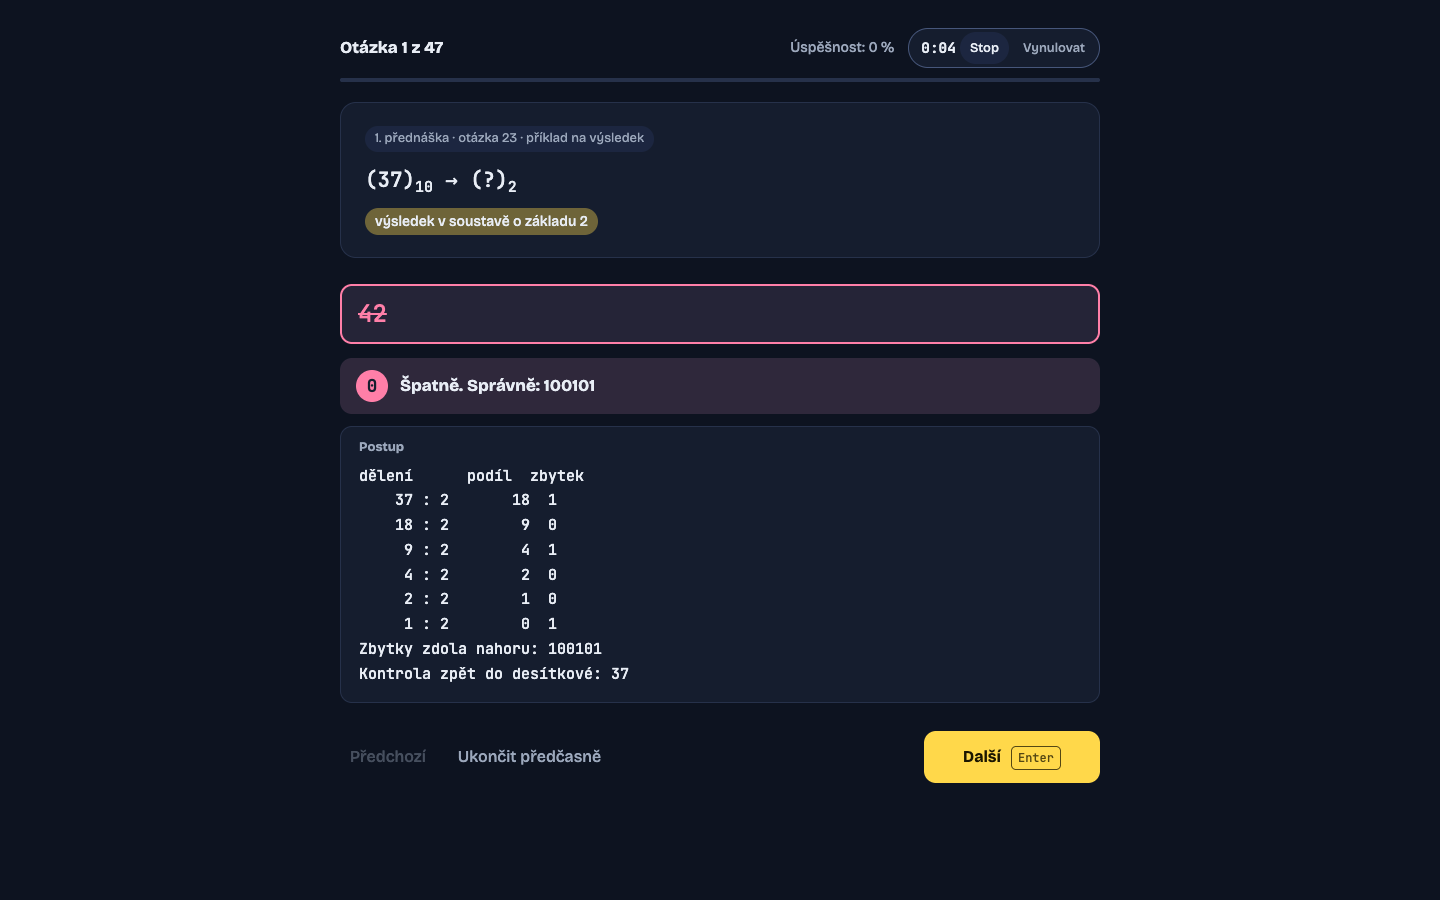 Otázka 1 z 47
Úspěšnost: 0 %
0:04 Stop Vynulovat
1. přednáška · otázka 23 · příklad na výsledek
(37)10 → (?)2
výsledek v soustavě o základu 2
42
0 Špatně. Správně: 100101
Postup
dělení podíl zbytek
37 : 2 18 1
18 : 2 9 0
9 : 2 4 1
4 : 2 2 0
2 : 2 1 0
1 : 2 0 1
Zbytky zdola nahoru: 100101
Kontrola zpět do desítkové: 37
Předchozí Ukončit předčasně Další Enter